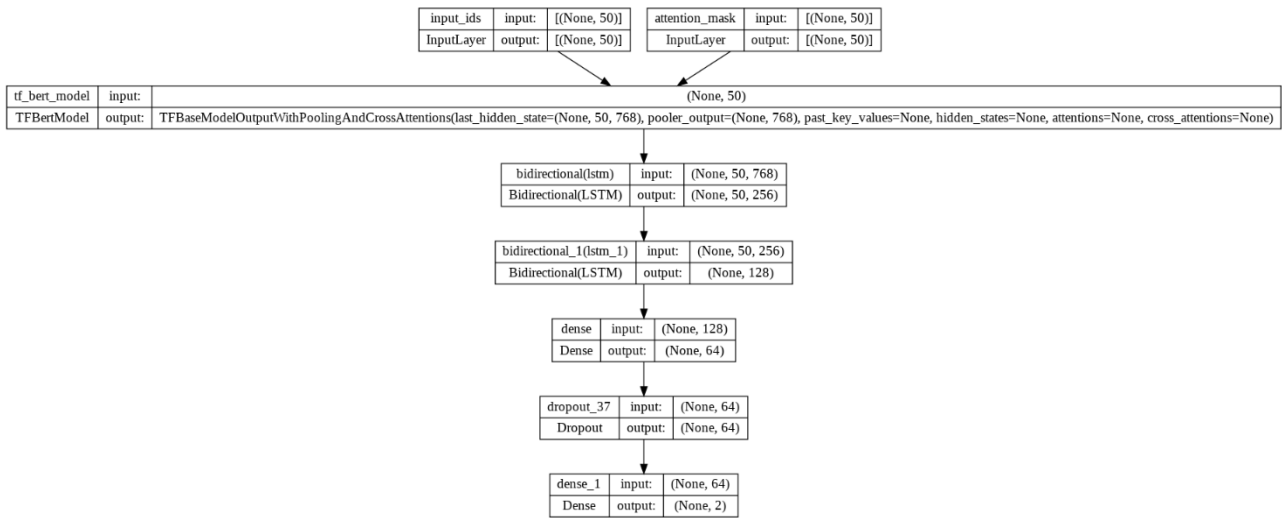 input_ids input: [(None, 50)] attention_mask input: [(None, 50)]
InputLayer output: [(None, 50)] InputLayer output: [(None, 50)]
tf_bert_model input: (None, 50)
TFBertModel output: TFBaseModelOutputWithPoolingAndCrossAttentions(last_hidden_state=(None, 50, 768), pooler_output=(None, 768), past_key_values=None, hidden_states=None, attentions=None, cross_attentions=None)
bidirectional(lstm) input: (None, 50, 768)
Bidirectional(LSTM) output: (None, 50, 256)
bidirectional_1(lstm_1) input: (None, 50, 256)
Bidirectional(LSTM) output: (None, 128)
dense input: (None, 128)
Dense output: (None, 64)
dropout_37 input: (None, 64)
Dropout output: (None, 64)
dense_1 input: (None, 64)
Dense output: (None, 2)